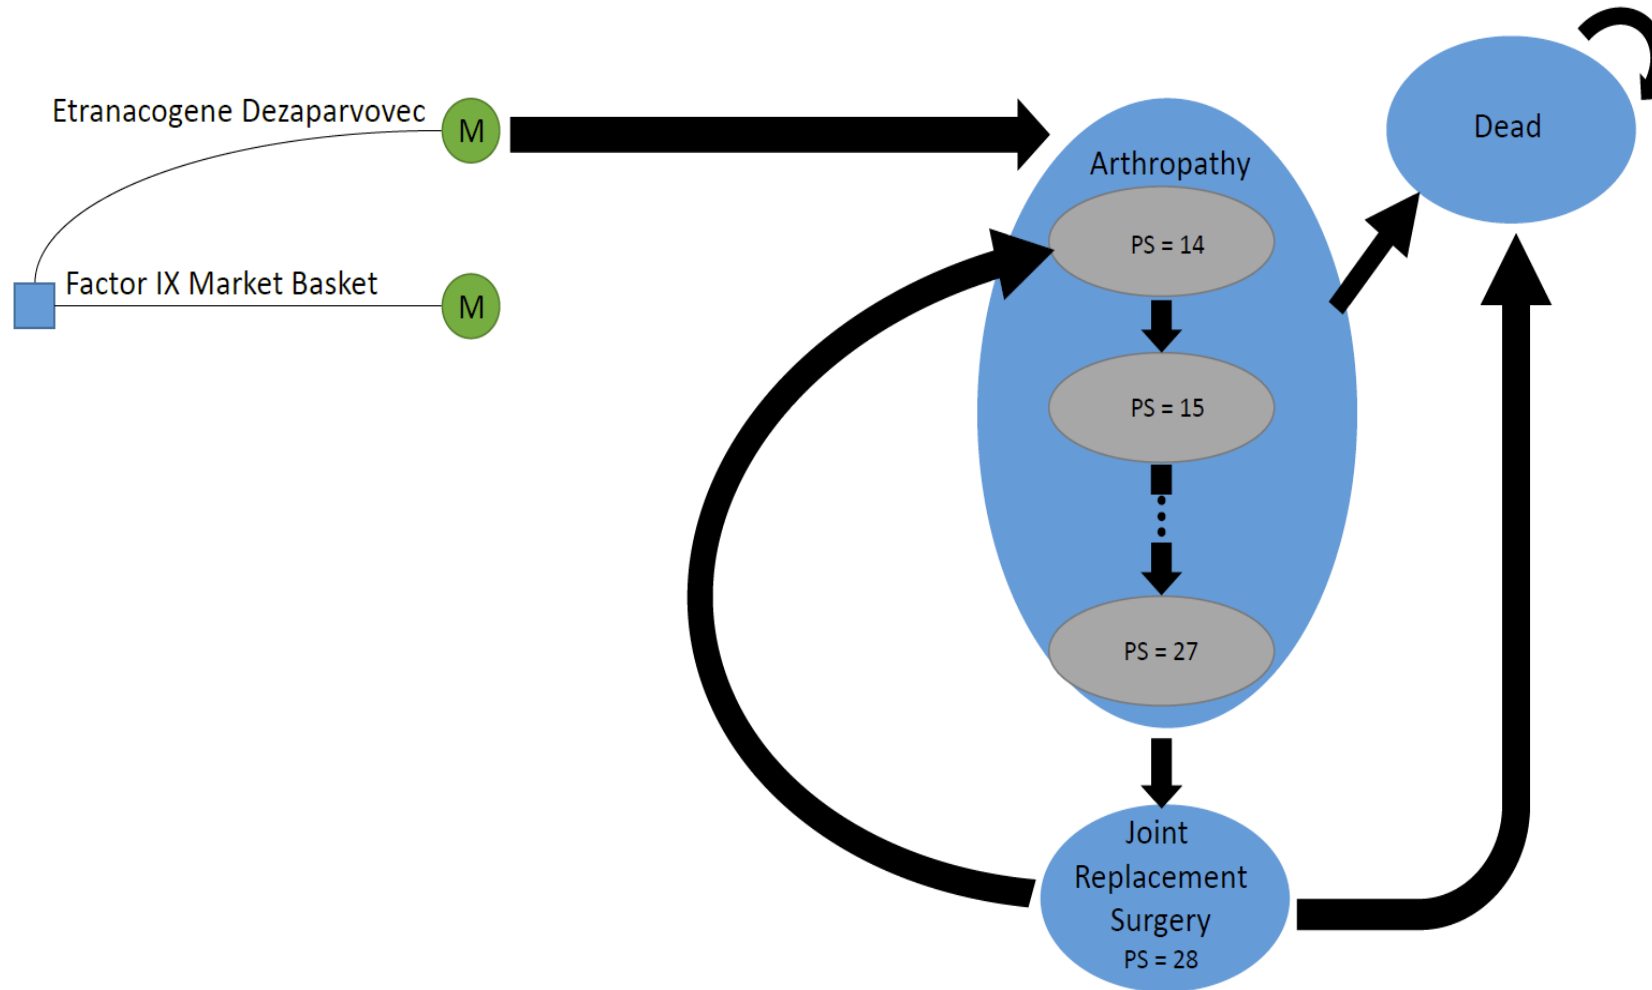 Etranacogene Dezaparvovec
M
Factor IX Market Basket
M
Arthropathy
PS = 14
PS = 15
PS = 27
Joint
Replacement
Surgery
PS = 28
Dead